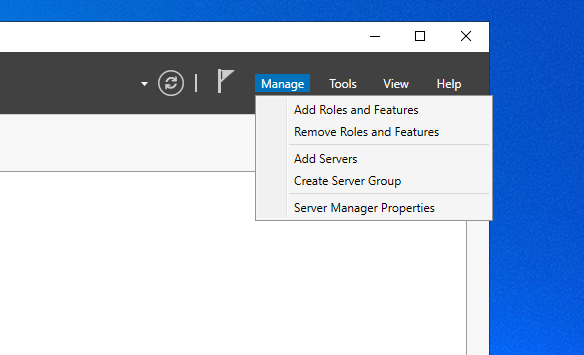 Manage Tools View Help
Add Roles and Features
Remove Roles and Features
Add Servers
Create Server Group
Server Manager Properties